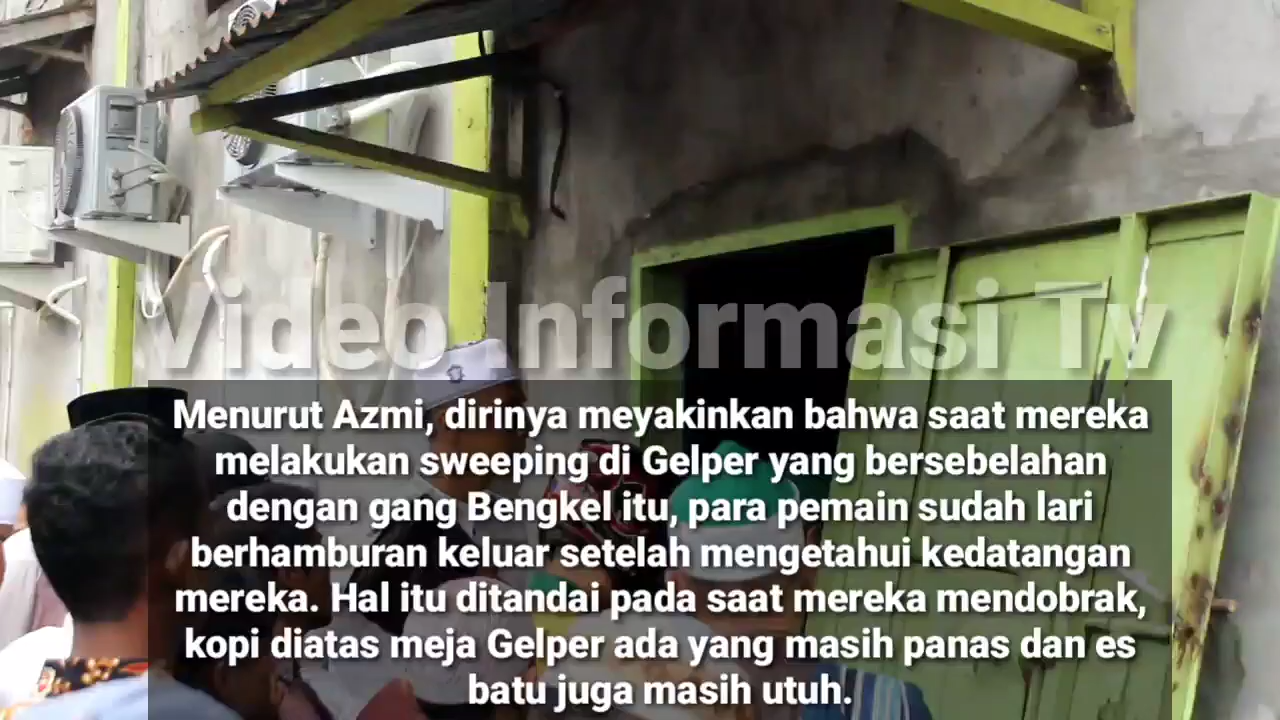 Video Informasi Tv
Menurut Azmi, dirinya meyakinkan bahwa saat mereka
melakukan sweeping di Gelper yang bersebelahan
dengan gang Bengkel itu, para pemain sudah lari
berhamburan keluar setelah mengetahui kedatangan
mereka. Hal itu ditandai pada saat mereka mendobrak,
kopi diatas meja Gelper ada yang masih panas dan es
batu juga masih utuh.